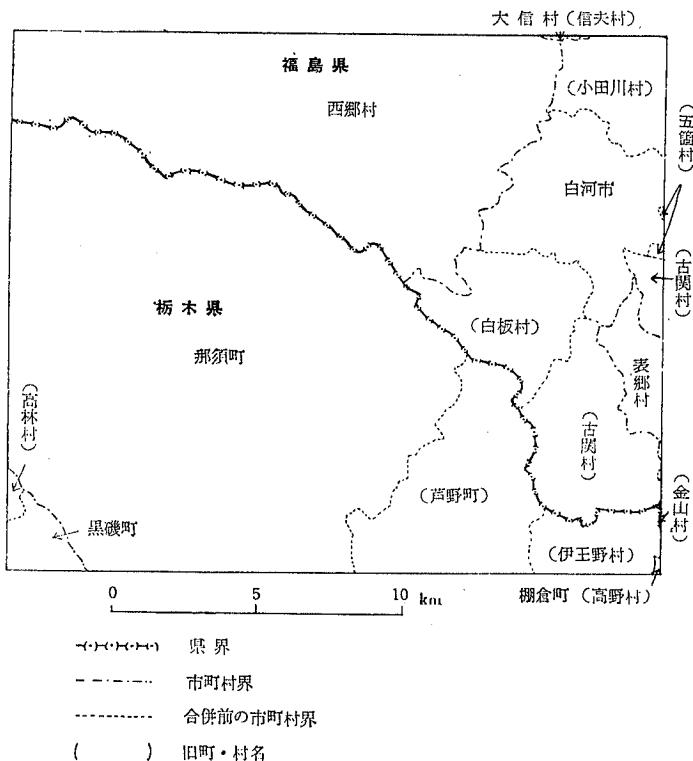 大信村（信夫村）
福島県
西郷村
（小田川村）
（五箇村）
白河市
（古関村）
（白板村）
栃木県
那須町
表郷村
（高林村）
（古関村）
（芦野町）
（金山村）
黒磯町
（伊王野村）
棚倉町（高野村）
0 5 10 km
県界
市町村界
合併前の市町村界
（ ）旧町・村名